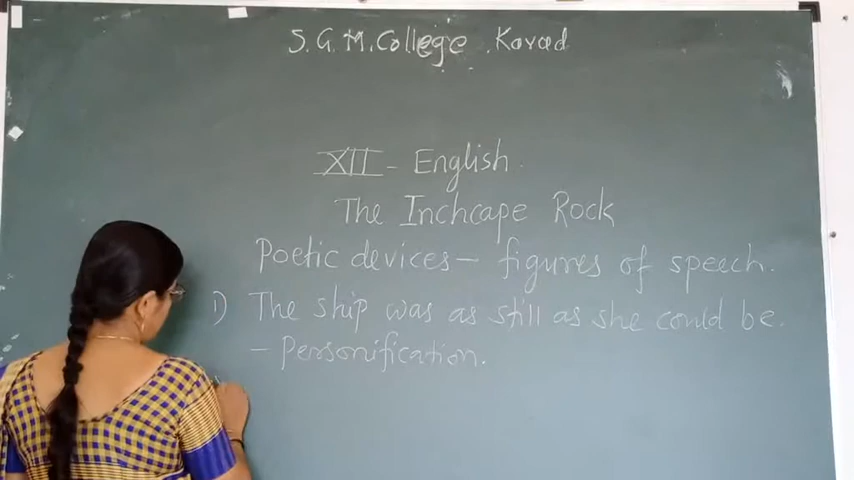 S.G.M. College Karad
XII - English
The Inchcape Rock
Poetic devices - figures of speech.
1) The ship was as still as she could be.
- Personification.